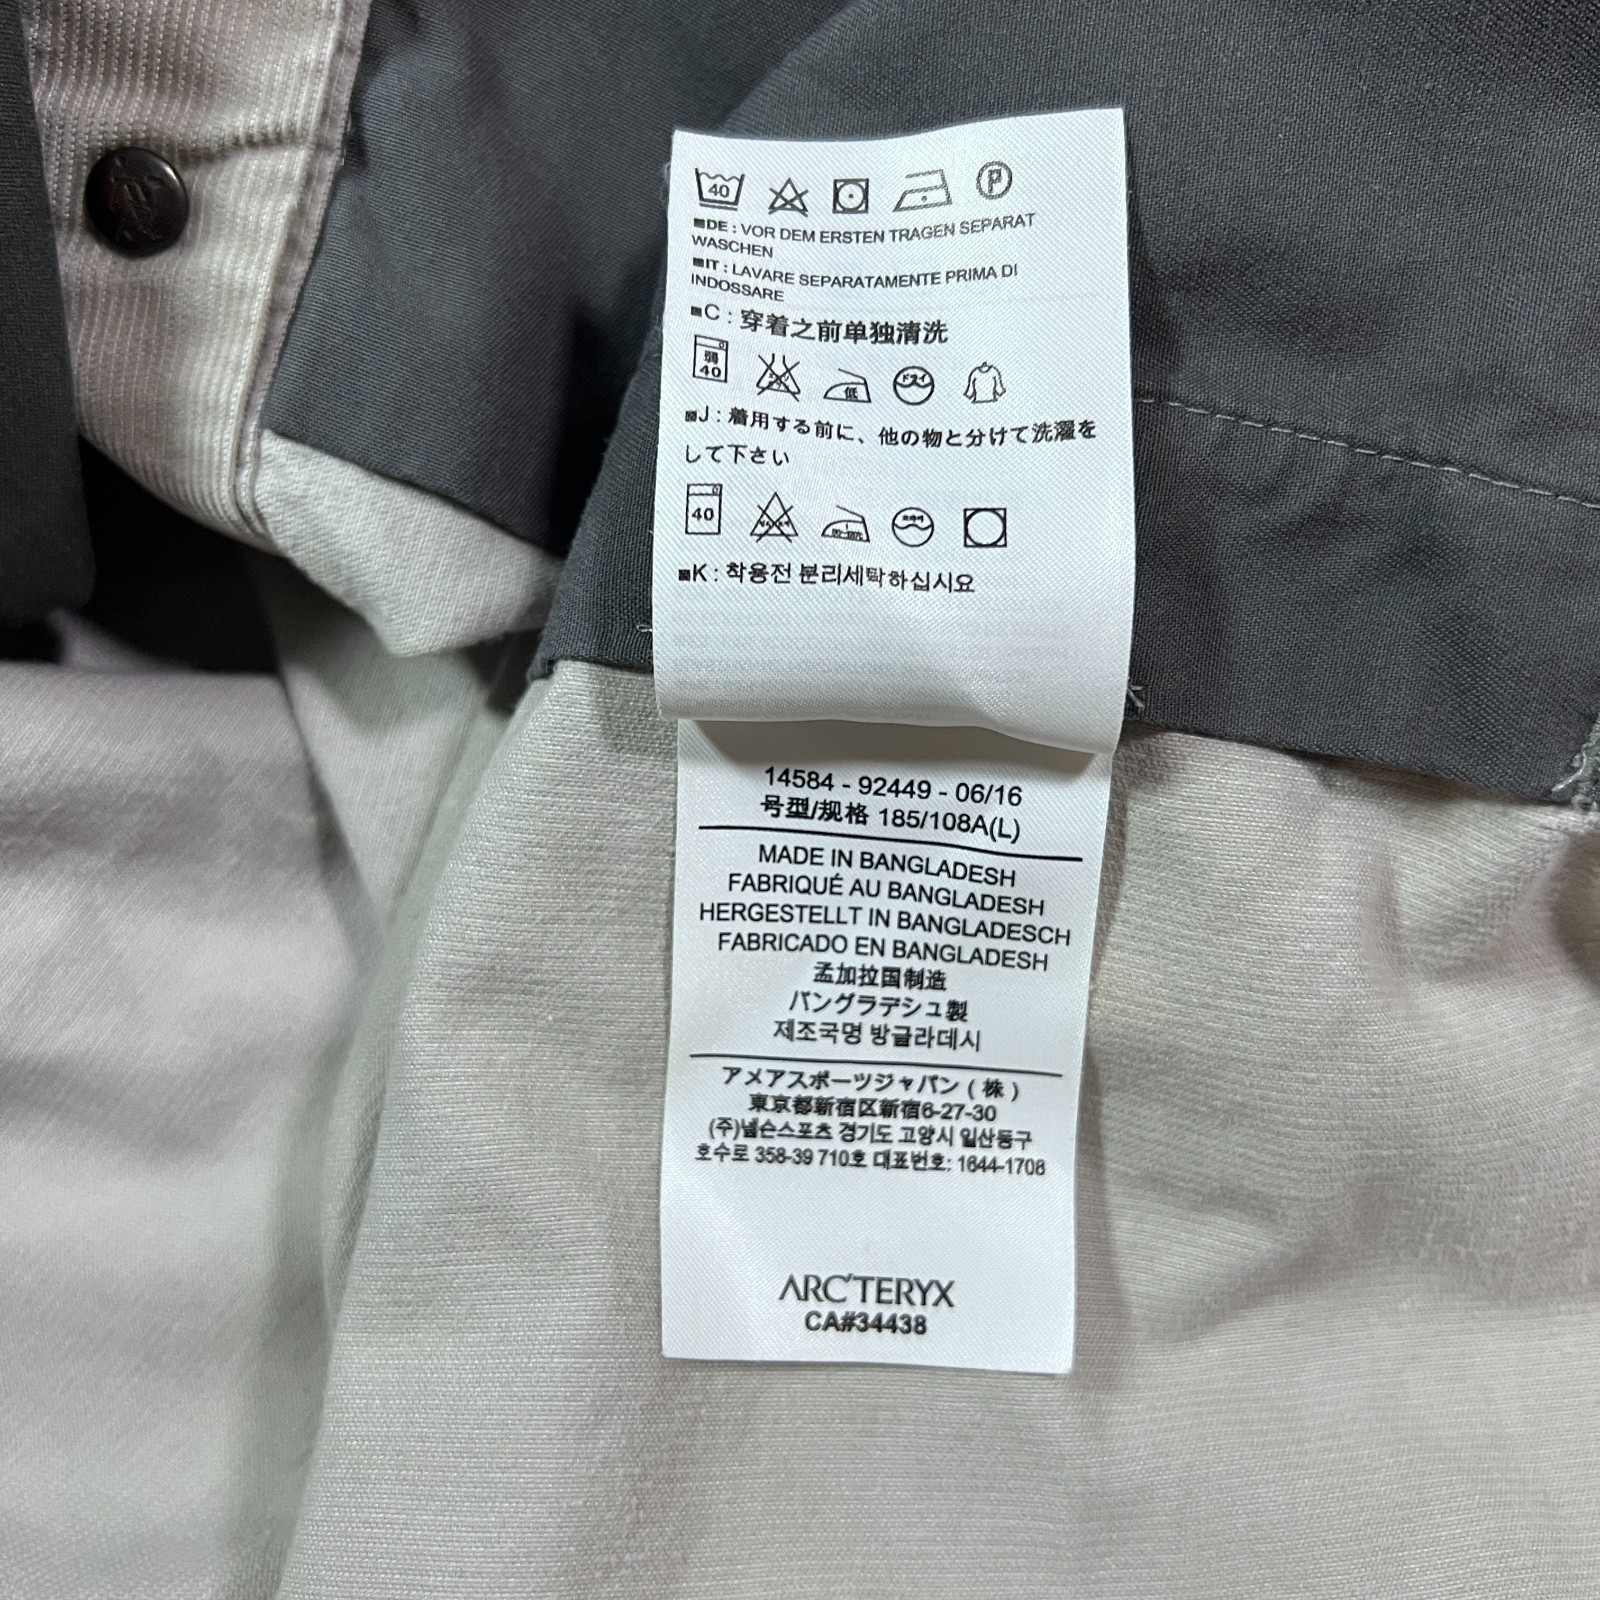 40
P
■DE : VOR DEM ERSTEN TRAGEN SEPARAT
WASCHEN
■IT : LAVARE SEPARATAMENTE PRIMA DI
INDOSSARE
■C : 穿着之前单独清洗
弱
40
低
ドライ
■J : 着用する前に、他の物と分けて洗濯を
して下さい
40
■K : 착용전 분리세탁하십시요
14584 - 92449 - 06/16
号型/规格 185/108A(L)
MADE IN BANGLADESH
FABRIQUÉ AU BANGLADESH
HERGESTELLT IN BANGLADESCH
FABRICADO EN BANGLADESH
孟加拉国制造
バングラデシュ製
제조국명 방글라데시
アメアスポーツジャパン ( 株 )
東京都新宿区新宿6-27-30
(주)넬슨스포츠 경기도 고양시 일산동구
호수로 358-39 710호 대표번호: 1644-1708
ARC'TERYX
CA#34438